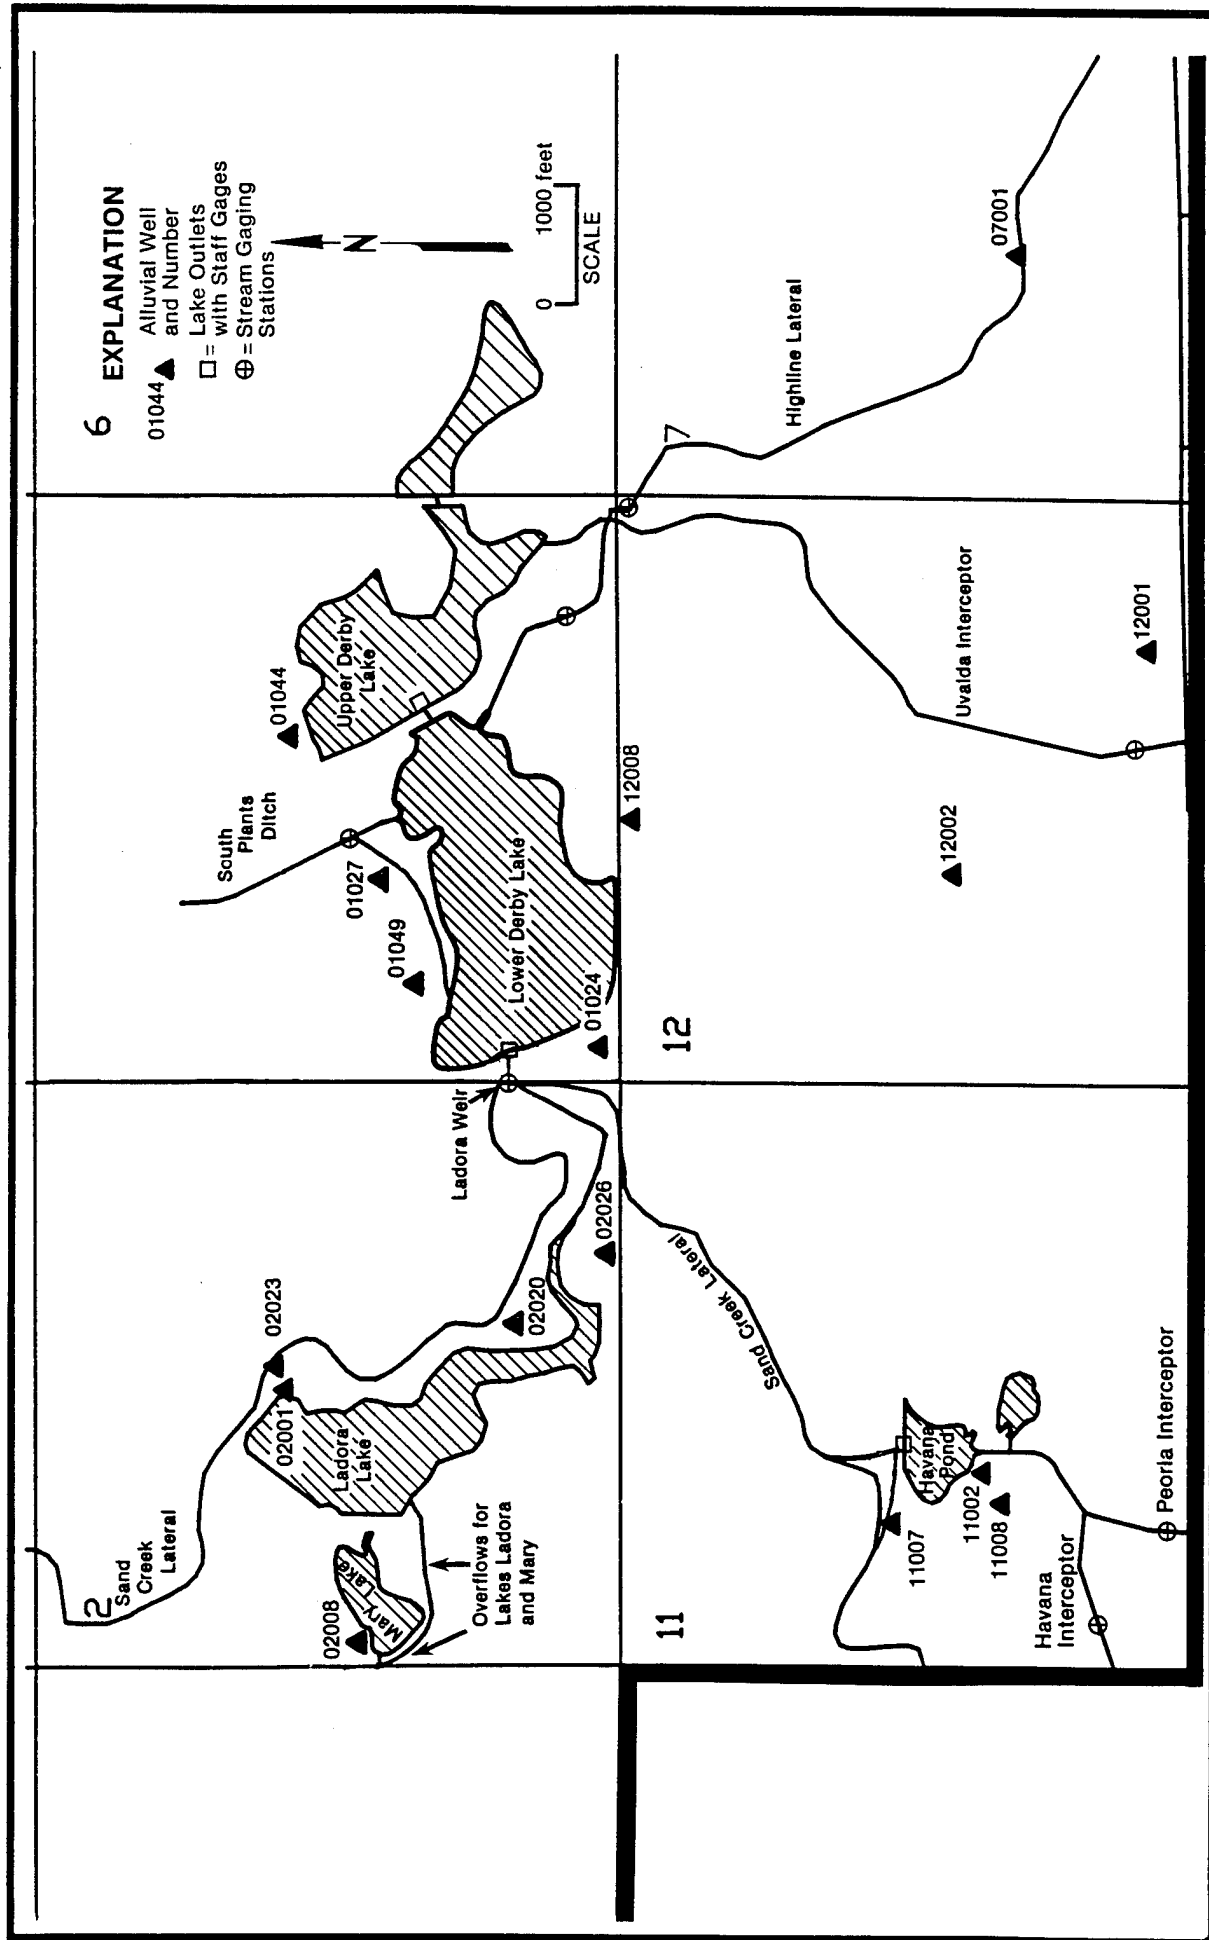 6
EXPLANATION
01044
Alluvial Well
and Number
= Lake Outlets
with Staff Gages
= Stream Gaging
Stations
N
0 1000 feet
SCALE
2
Sand
Creek
Lateral
02023
02001
Ladora
Lake
Mary Lake
02008
Overflows for
Lakes Ladora
and Mary
02020
02026
Ladora Weir
South
Plants
Ditch
01027
01049
01044
Upper Derby
Lake
Lower Derby Lake
01024
12008
7
Highline Lateral
07001
11
12
Sand Creek Lateral
Havana
Pond
11007
11002
11008
Havana
Interceptor
Peoria Interceptor
12002
Uvalda Interceptor
12001